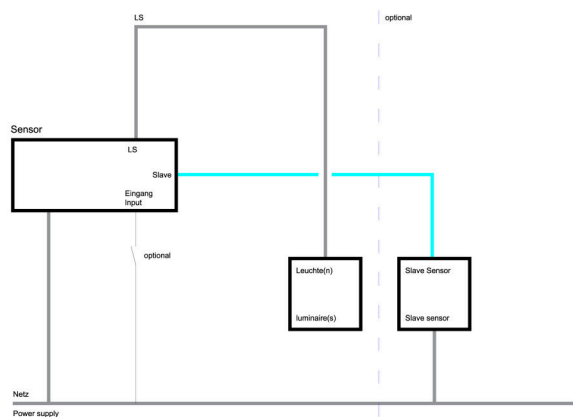 LS
optional
Sensor
LS
Slave
Eingang
Input
optional
Leuchte(n)
luminaire(s)
Slave Sensor
Slave sensor
Netz
Power supply